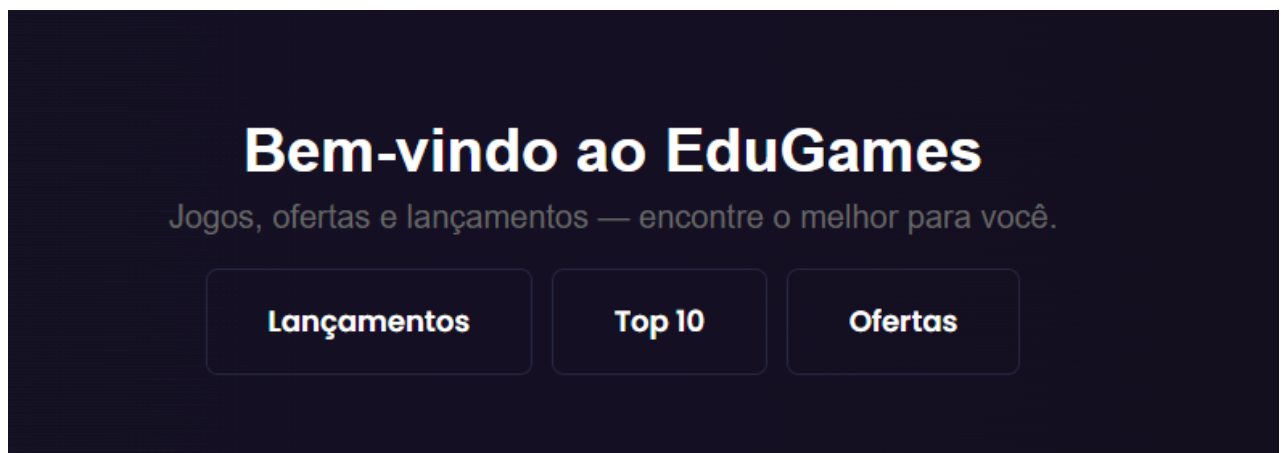 Bem-vindo ao EduGames
Jogos, ofertas e lançamentos — encontre o melhor para você.
Lançamentos
Top 10
Ofertas